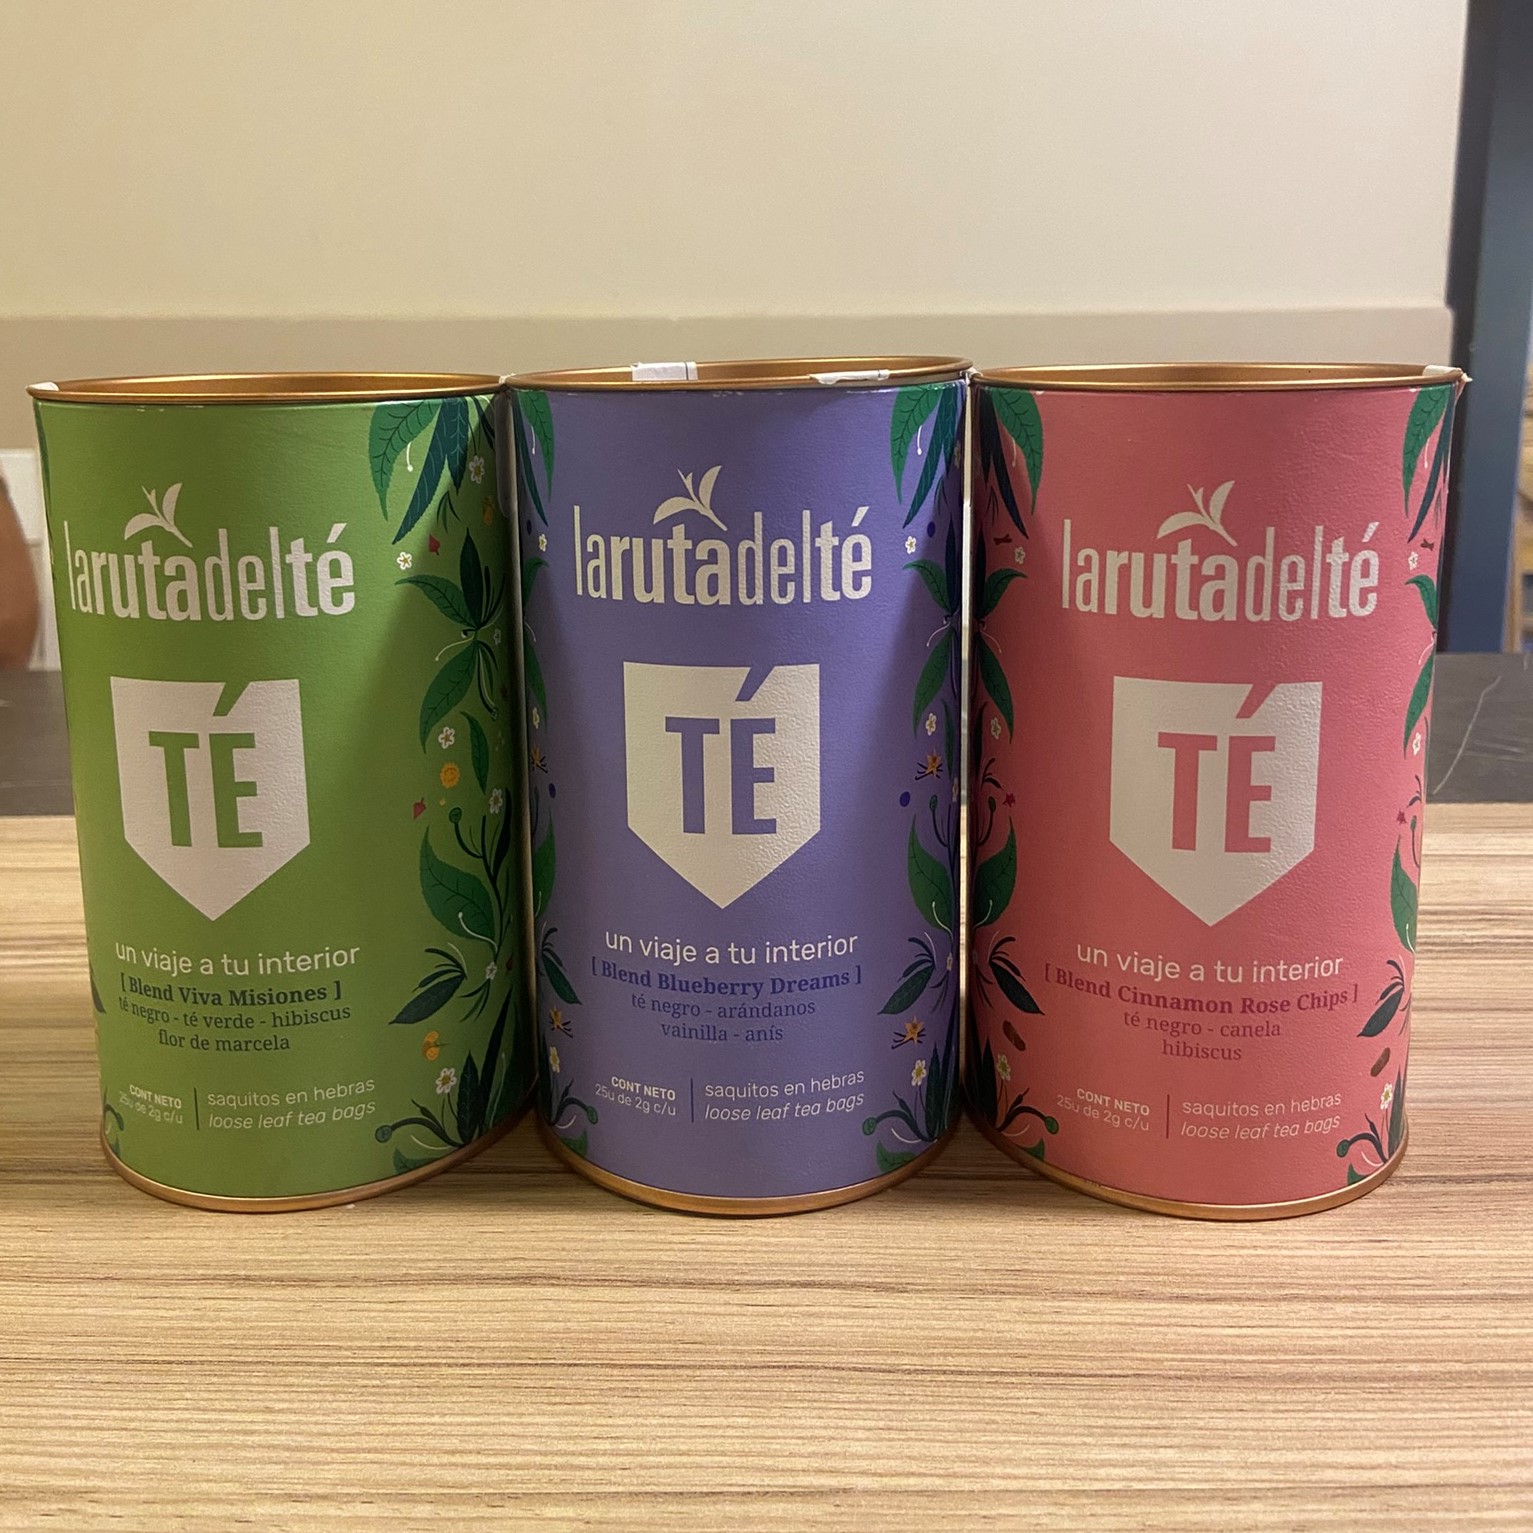 larutadelté
TÉ
un viaje a tu interior
[ Blend Viva Misiones ]
té negro - té verde - hibiscus
flor de marcela
CONT NETO
25u de 2g c/u
saquitos en hebras
loose leaf tea bags
larutadelté
TÉ
un viaje a tu interior
[ Blend Blueberry Dreams ]
té negro - arándanos
vainilla - anís
CONT NETO
25u de 2g c/u
saquitos en hebras
loose leaf tea bags
larutadelté
TÉ
un viaje a tu interior
[ Blend Cinnamon Rose Chips ]
té negro - canela
hibiscus
CONT NETO
25u de 2g c/u
saquitos en hebras
loose leaf tea bags